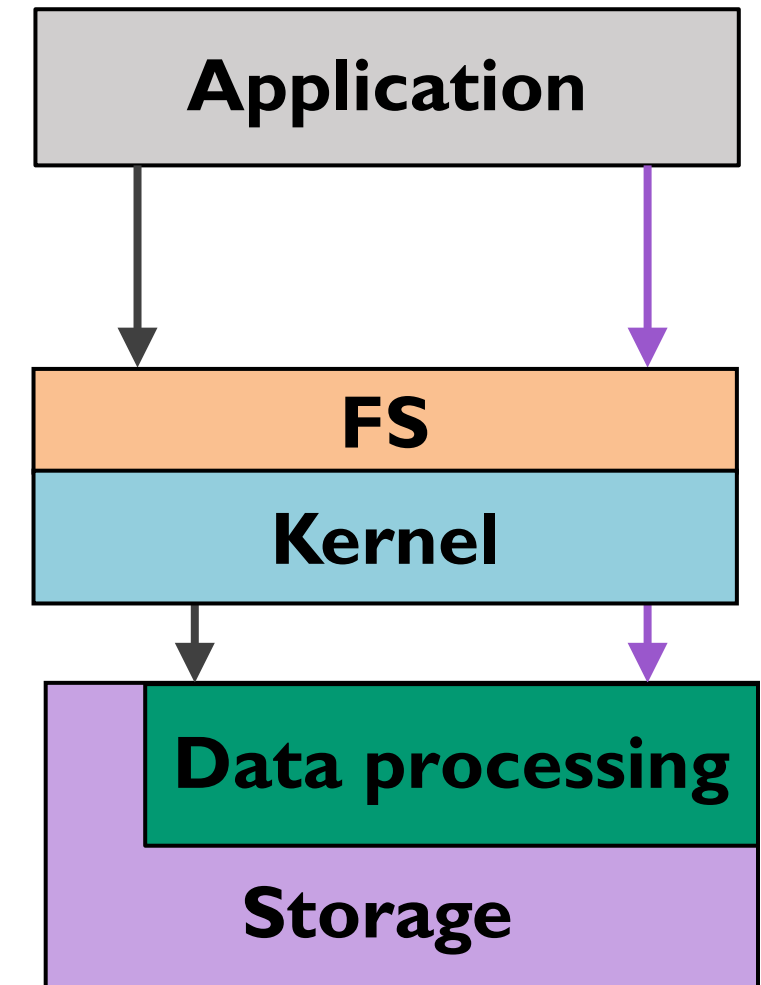 Application
FS
Kernel
Data processing
Storage